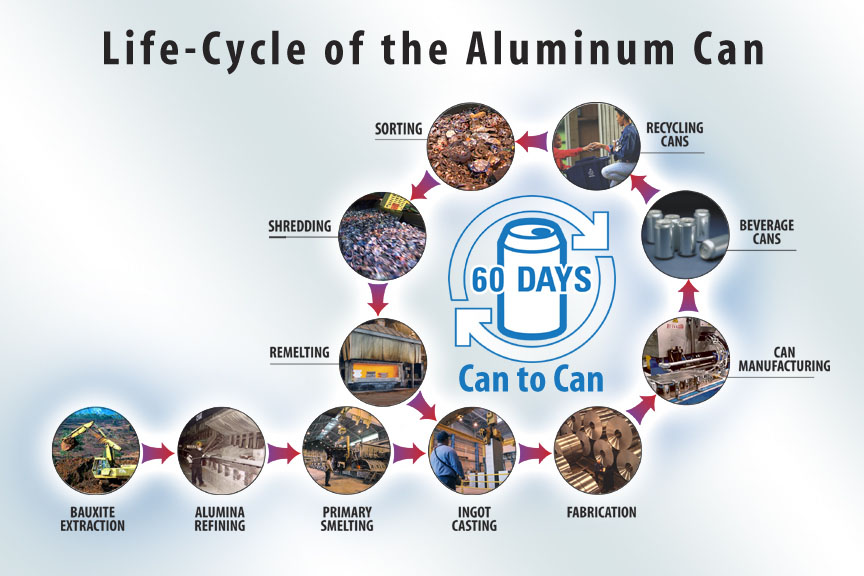 Life-Cycle of the Aluminum Can
SORTING
RECYCLING
CANS
SHREDDING
BEVERAGE
CANS
60 DAYS
REMELTING
CAN
MANUFACTURING
Can to Can
BAUXITE
EXTRACTION
ALUMINA
REFINING
PRIMARY
SMELTING
INGOT
CASTING
FABRICATION